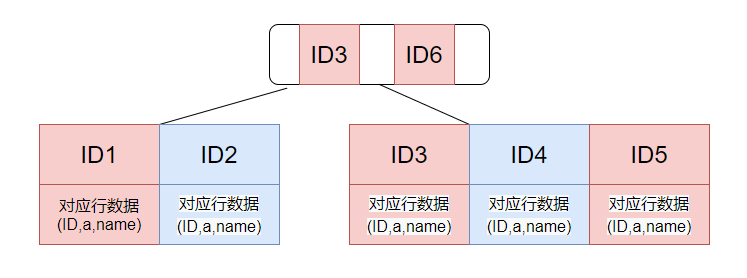 ID3 ID6
ID1 ID2 ID3 ID4 ID5
对应行数据 对应行数据 对应行数据 对应行数据 对应行数据
(ID,a,name) (ID,a,name) (ID,a,name) (ID,a,name) (ID,a,name)